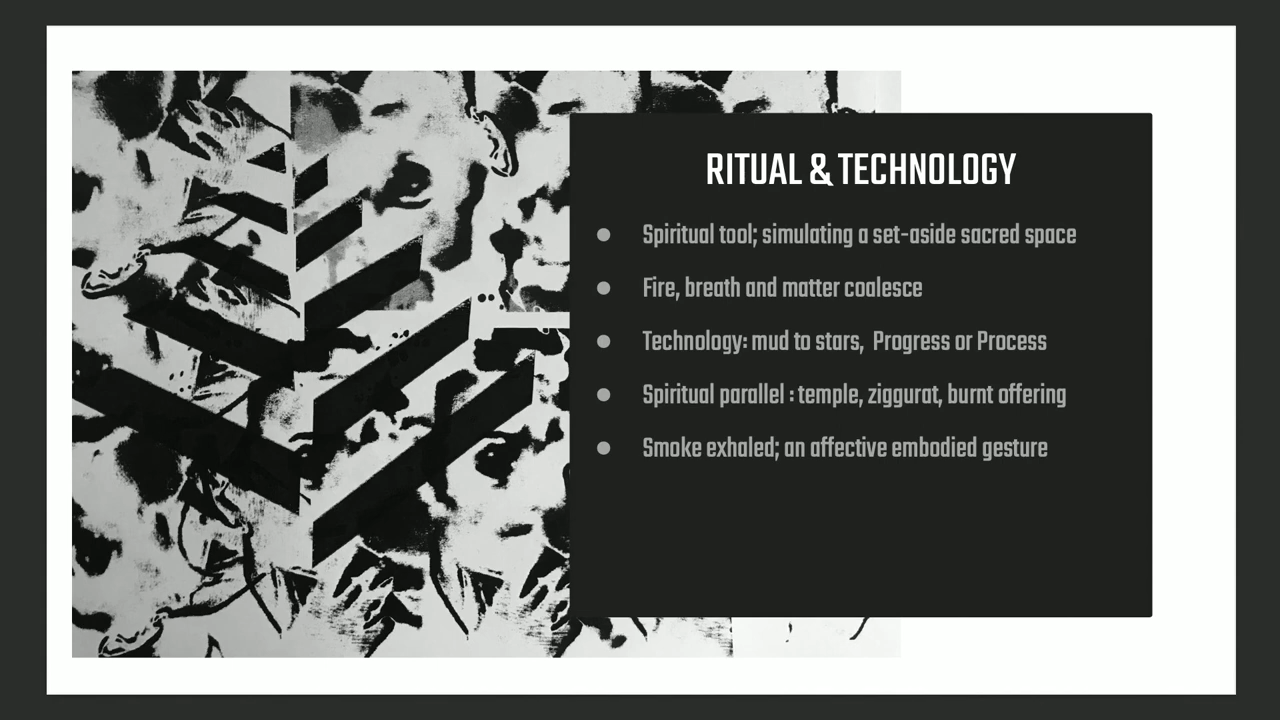 RITUAL & TECHNOLOGY
Spiritual tool; simulating a set-aside sacred space
Fire, breath and matter coalesce
Technology: mud to stars,  Progress or Process
Spiritual parallel : temple, ziggurat, burnt offering
Smoke exhaled; an affective embodied gesture